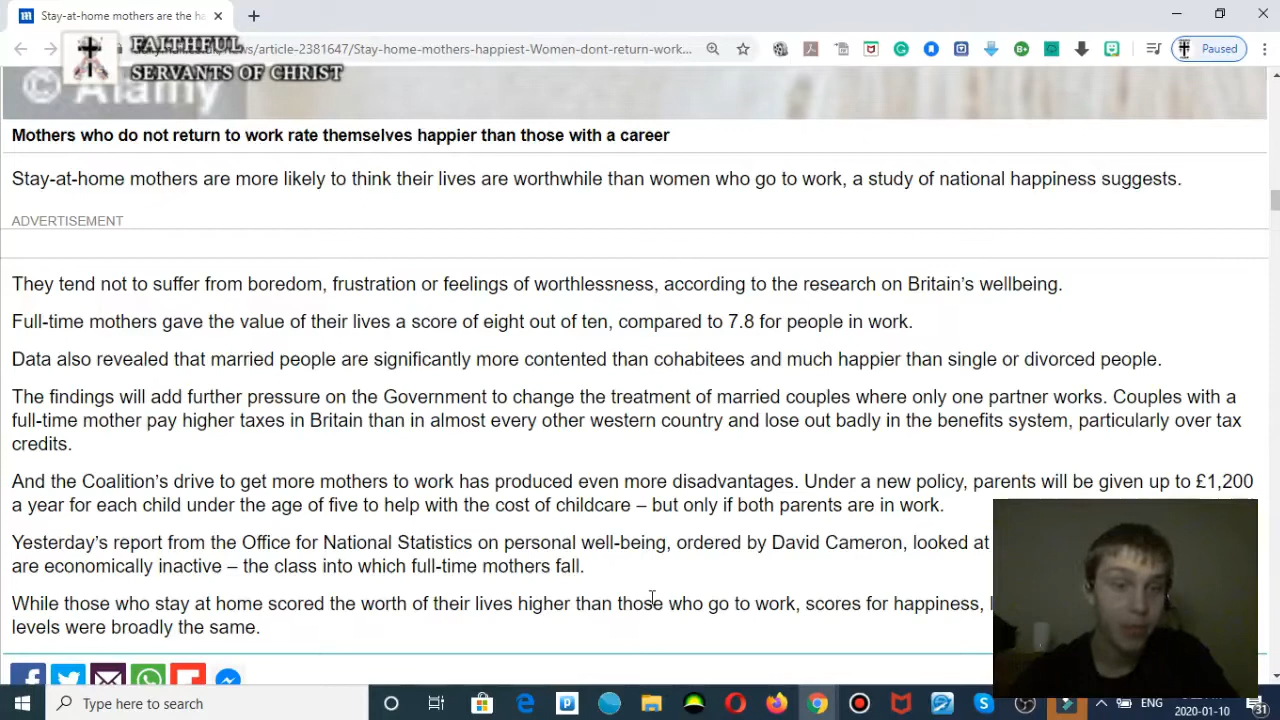 Stay-at-home mothers are the ha
FAITHFUL
SERVANTS OF CHRIST
/article-2381647/Stay-home-mothers-happiest-Women-dont-return-work...
Paused
© Alamy
Mothers who do not return to work rate themselves happier than those with a career
Stay-at-home mothers are more likely to think their lives are worthwhile than women who go to work, a study of national happiness suggests.
ADVERTISEMENT
They tend not to suffer from boredom, frustration or feelings of worthlessness, according to the research on Britain's wellbeing.
Full-time mothers gave the value of their lives a score of eight out of ten, compared to 7.8 for people in work.
Data also revealed that married people are significantly more contented than cohabitees and much happier than single or divorced people.
The findings will add further pressure on the Government to change the treatment of married couples where only one partner works. Couples with a
full-time mother pay higher taxes in Britain than in almost every other western country and lose out badly in the benefits system, particularly over tax
credits.
And the Coalition's drive to get more mothers to work has produced even more disadvantages. Under a new policy, parents will be given up to £1,200
a year for each child under the age of five to help with the cost of childcare – but only if both parents are in work.
Yesterday's report from the Office for National Statistics on personal well-being, ordered by David Cameron, looked at
are economically inactive – the class into which full-time mothers fall.
While those who stay at home scored the worth of their lives higher than those who go to work, scores for happiness,
levels were broadly the same.
Type here to search
ENG
2020-01-10